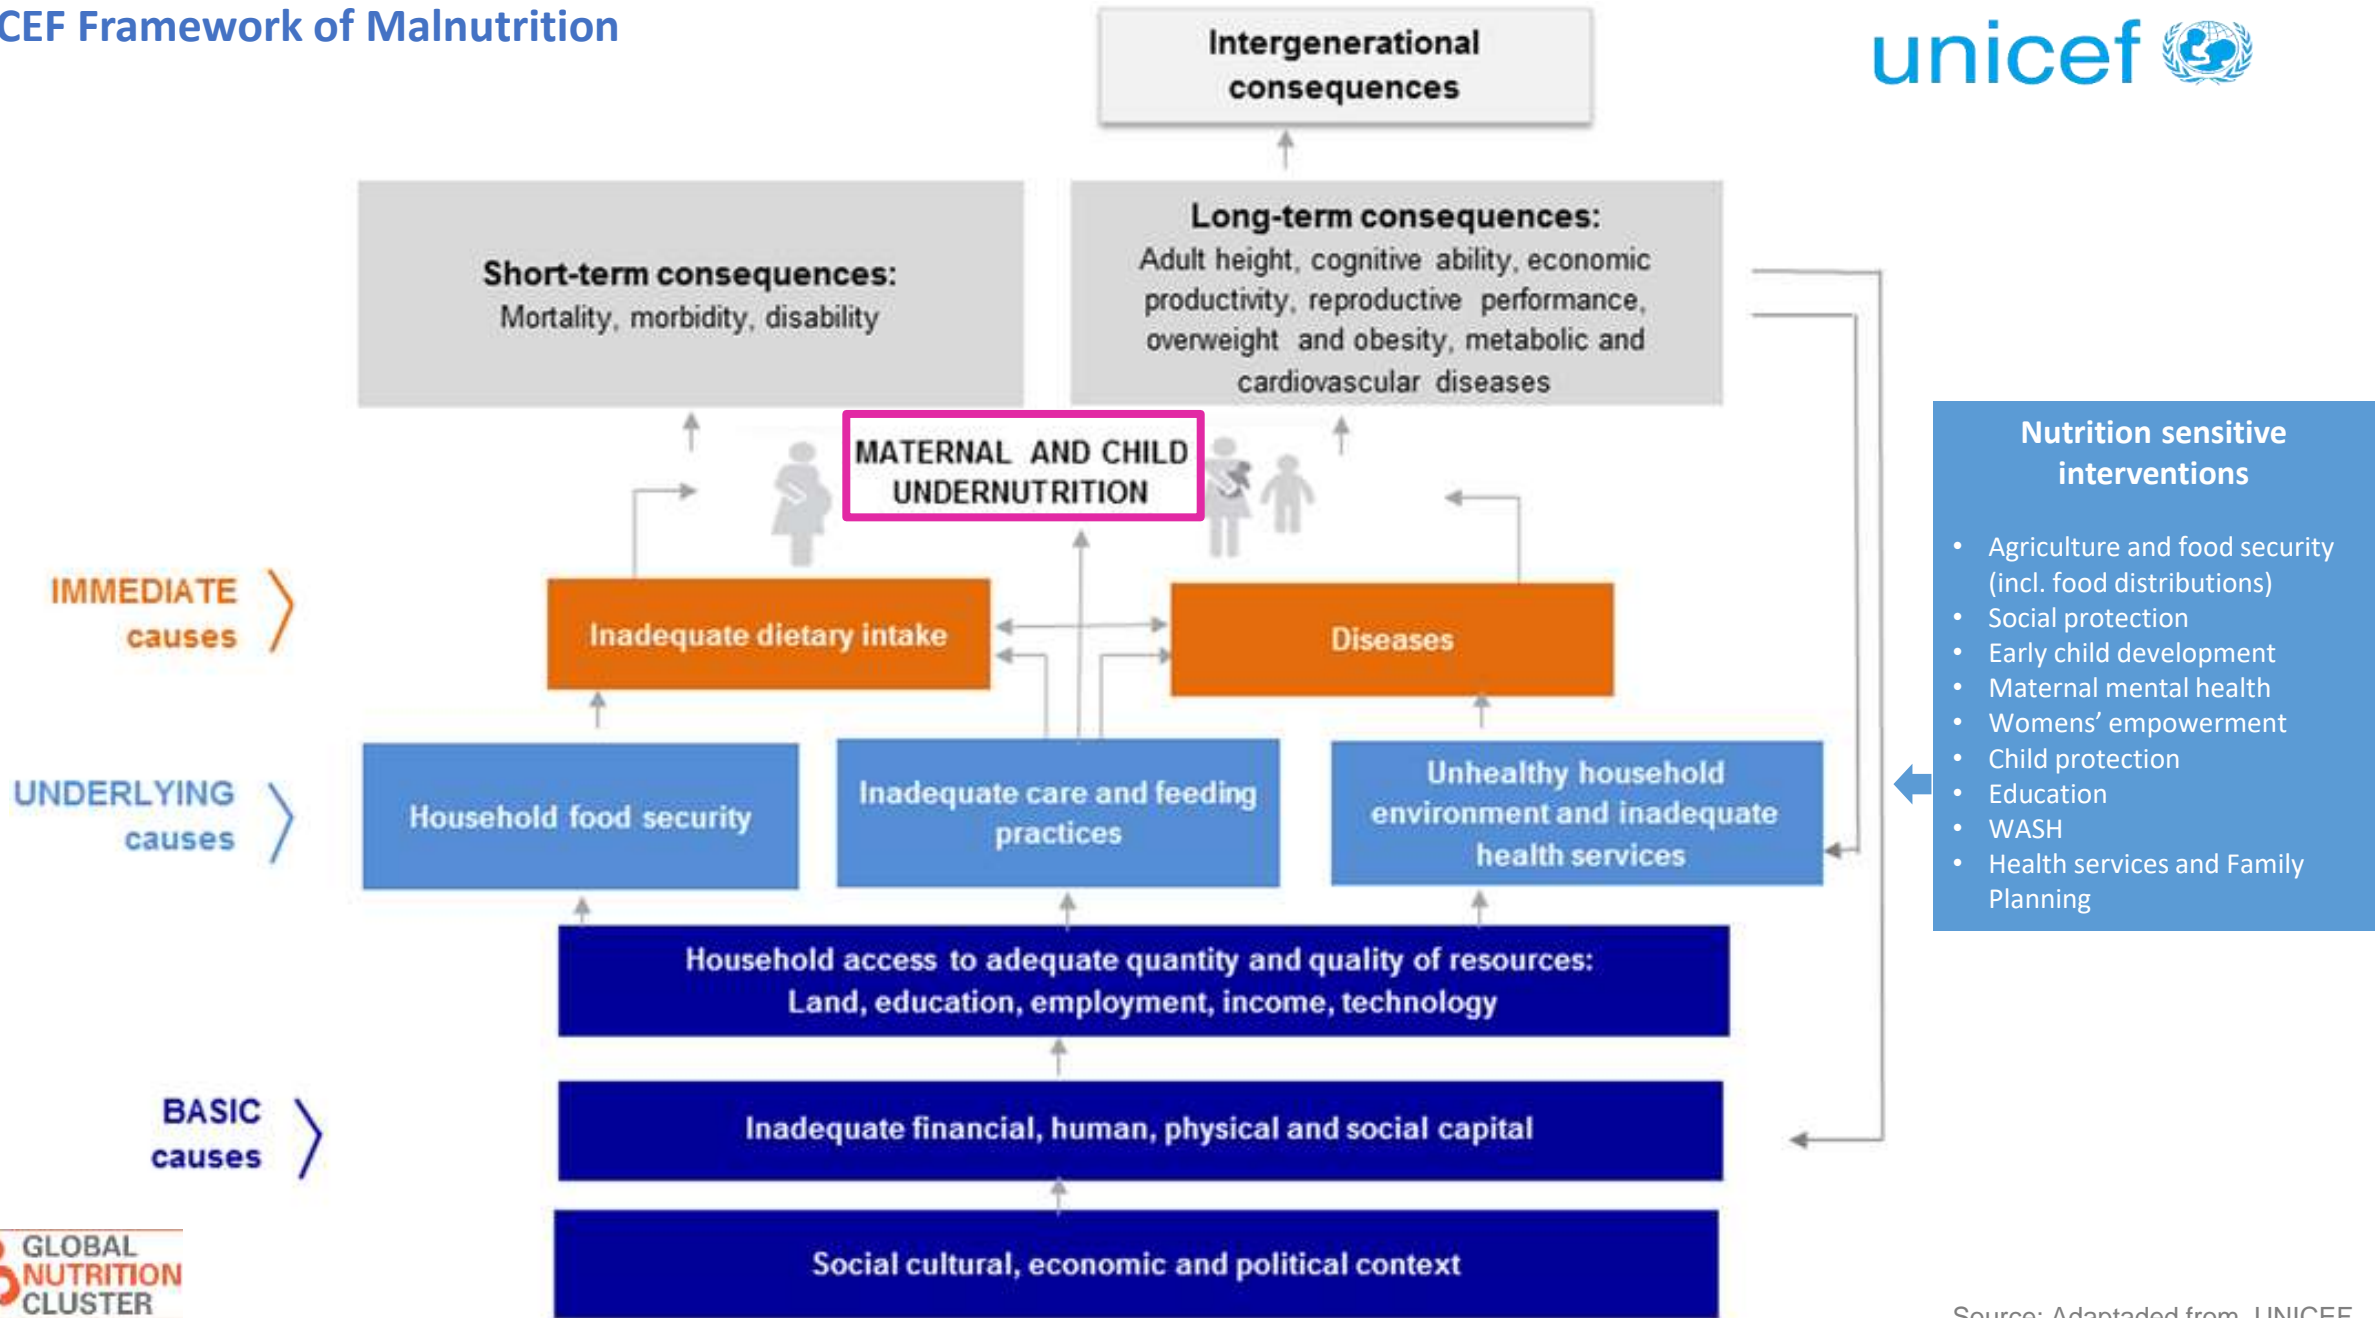 CEF Framework of Malnutrition
unicef
Intergenerational
consequences
Short-term consequences:
Mortality, morbidity, disability
Long-term consequences:
Adult height, cognitive ability, economic
productivity, reproductive performance,
overweight and obesity, metabolic and
cardiovascular diseases
MATERNAL AND CHILD
UNDERNUTRITION
IMMEDIATE
causes
Inadequate dietary intake
Diseases
UNDERLYING
causes
Household food security
Inadequate care and feeding
practices
Unhealthy household
environment and inadequate
health services
Household access to adequate quantity and quality of resources:
Land, education, employment, income, technology
BASIC
causes
Inadequate financial, human, physical and social capital
Social cultural, economic and political context
Nutrition sensitive
interventions
• Agriculture and food security
(incl. food distributions)
• Social protection
• Early child development
• Maternal mental health
• Womens’ empowerment
• Child protection
• Education
• WASH
• Health services and Family
Planning
GLOBAL
NUTRITION
CLUSTER
Source: Adaptaded from UNICEF